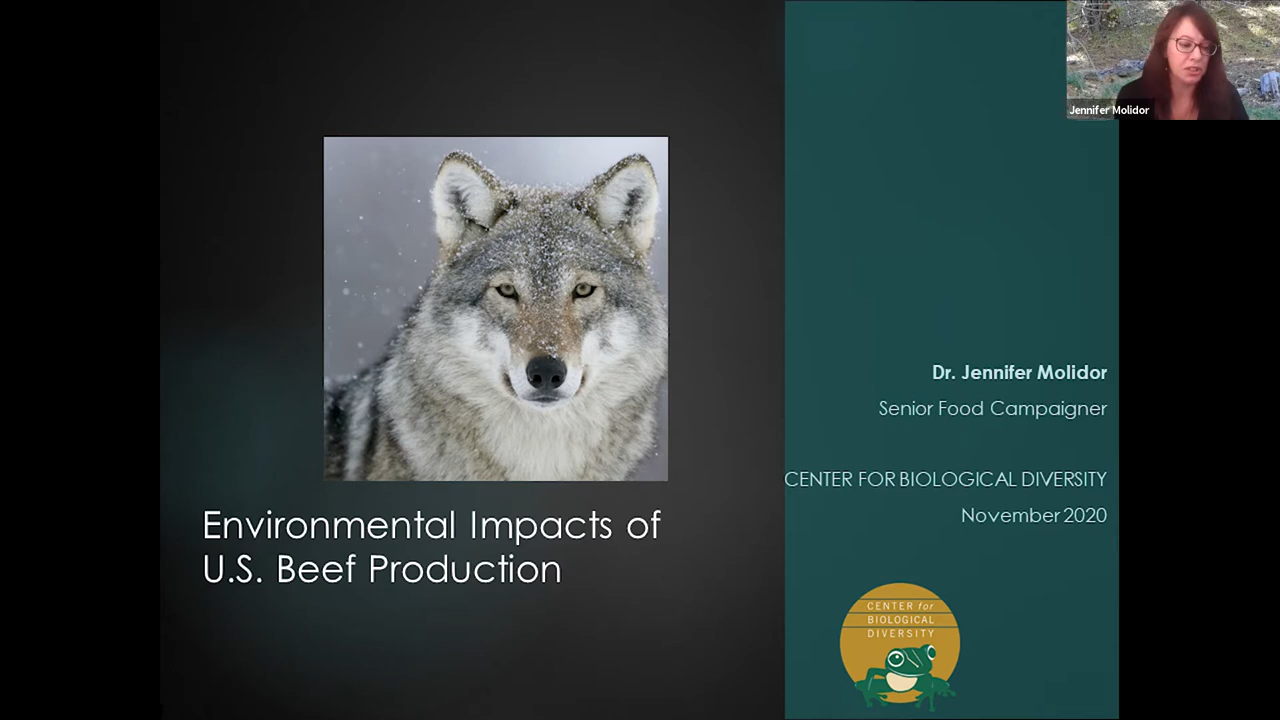 Jennifer Molidor
Dr. Jennifer Molidor
Senior Food Campaigner
CENTER FOR BIOLOGICAL DIVERSITY
November 2020
Environmental Impacts of
U.S. Beef Production
CENTER for
BIOLOGICAL
DIVERSITY